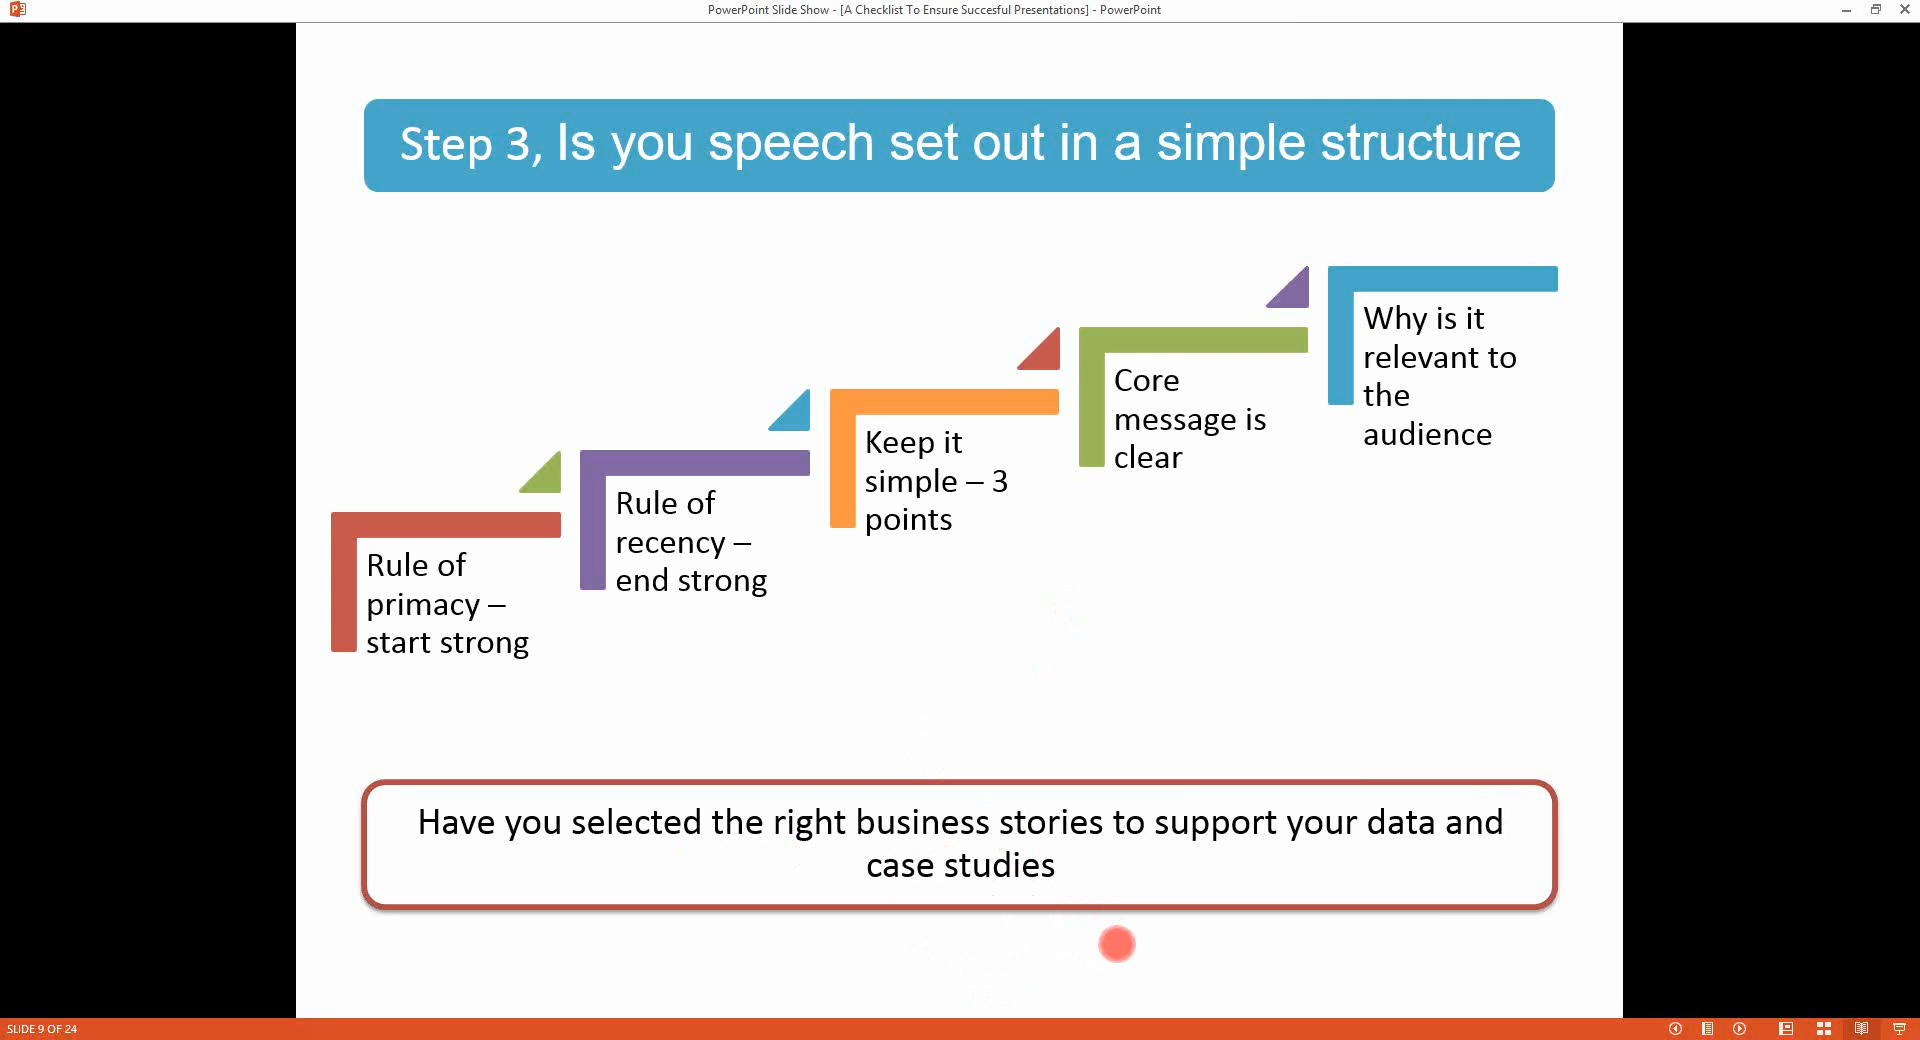 PowerPoint Slide Show - [A Checklist To Ensure Succesful Presentations] - PowerPoint
Step 3, Is you speech set out in a simple structure
Rule of
primacy –
start strong
Rule of
recency –
end strong
Keep it
simple – 3
points
Core
message is
clear
Why is it
relevant to
the
audience
Have you selected the right business stories to support your data and
case studies
SLIDE 9 OF 24